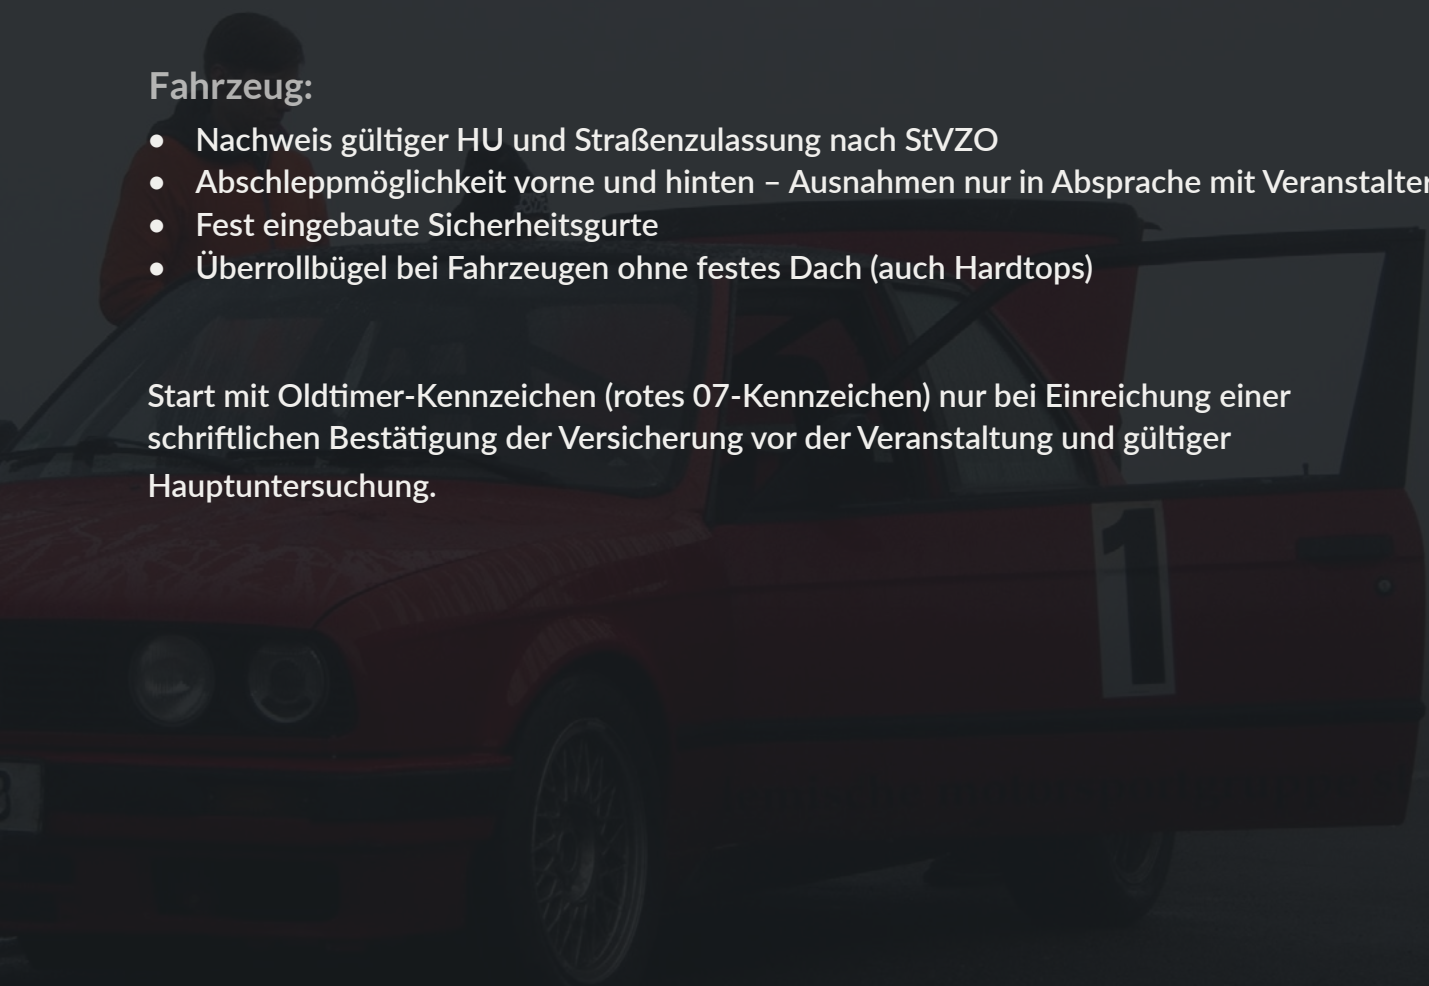 Fahrzeug:
● Nachweis gültiger HU und Straßenzulassung nach StVZO
● Abschleppmöglichkeit vorne und hinten – Ausnahmen nur in Absprache mit Veranstalter
● Fest eingebaute Sicherheitsgurte
● Überrollbügel bei Fahrzeugen ohne festes Dach (auch Hardtops)
Start mit Oldtimer-Kennzeichen (rotes 07-Kennzeichen) nur bei Einreichung einer
schriftlichen Bestätigung der Versicherung vor der Veranstaltung und gültiger
Hauptuntersuchung.
1